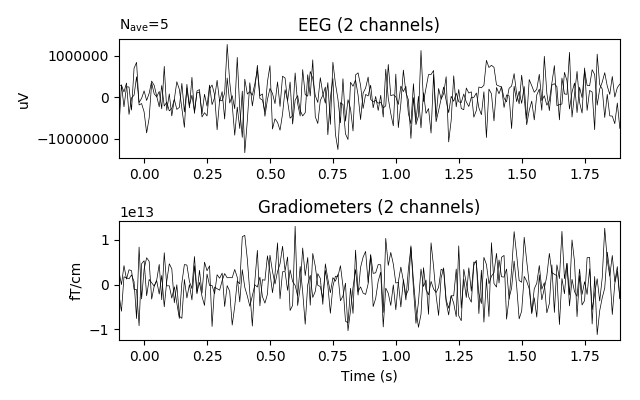 N_ave=5
EEG (2 channels)
1000000
0
−1000000
uV
0.00 0.25 0.50 0.75 1.00 1.25 1.50 1.75
1e13
Gradiometers (2 channels)
1
0
−1
fT/cm
0.00 0.25 0.50 0.75 1.00 1.25 1.50 1.75
Time (s)